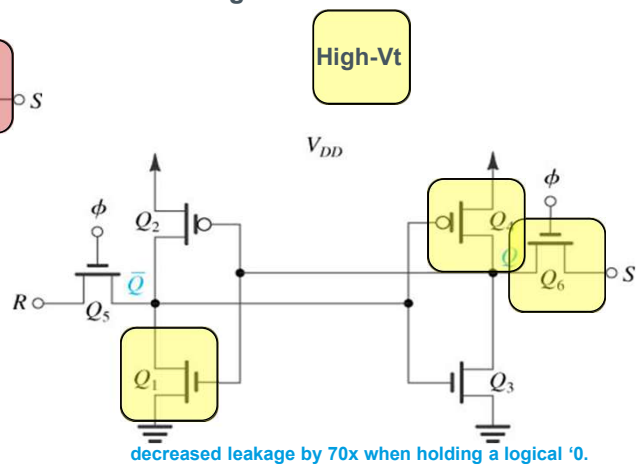 High-Vt
S
V_DD
ϕ
ϕ
Q₂
Q₄
Q̄
Q
R
Q₅
Q₆
S
Q₁
Q₃
decreased leakage by 70x when holding a logical ‘0.